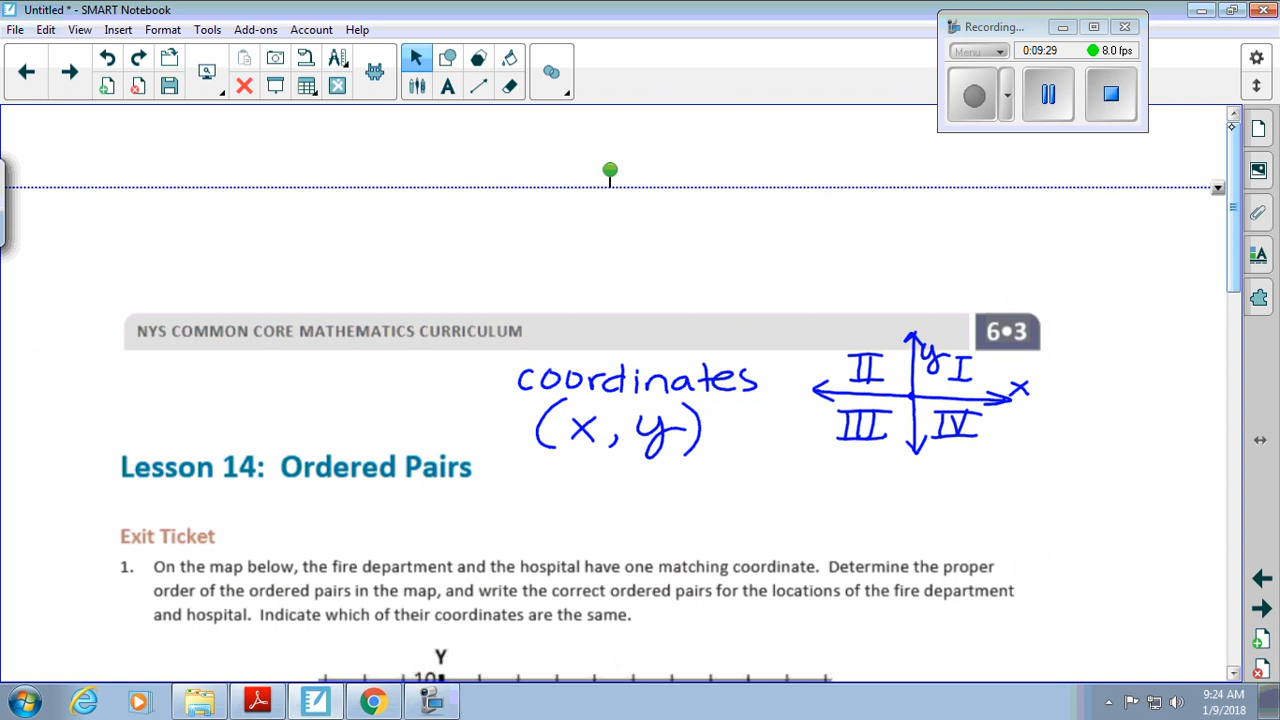 Untitled * - SMART Notebook
File Edit View Insert Format Tools Add-ons Account Help
Recording...
Menu 0:09:29 8.0 fps
NYS COMMON CORE MATHEMATICS CURRICULUM 6•3
coordinates
(x, y)
y
II I
x
III IV
Lesson 14: Ordered Pairs
Exit Ticket
1. On the map below, the fire department and the hospital have one matching coordinate. Determine the proper
order of the ordered pairs in the map, and write the correct ordered pairs for the locations of the fire department
and hospital. Indicate which of their coordinates are the same.
Y
10
9:24 AM
1/9/2018